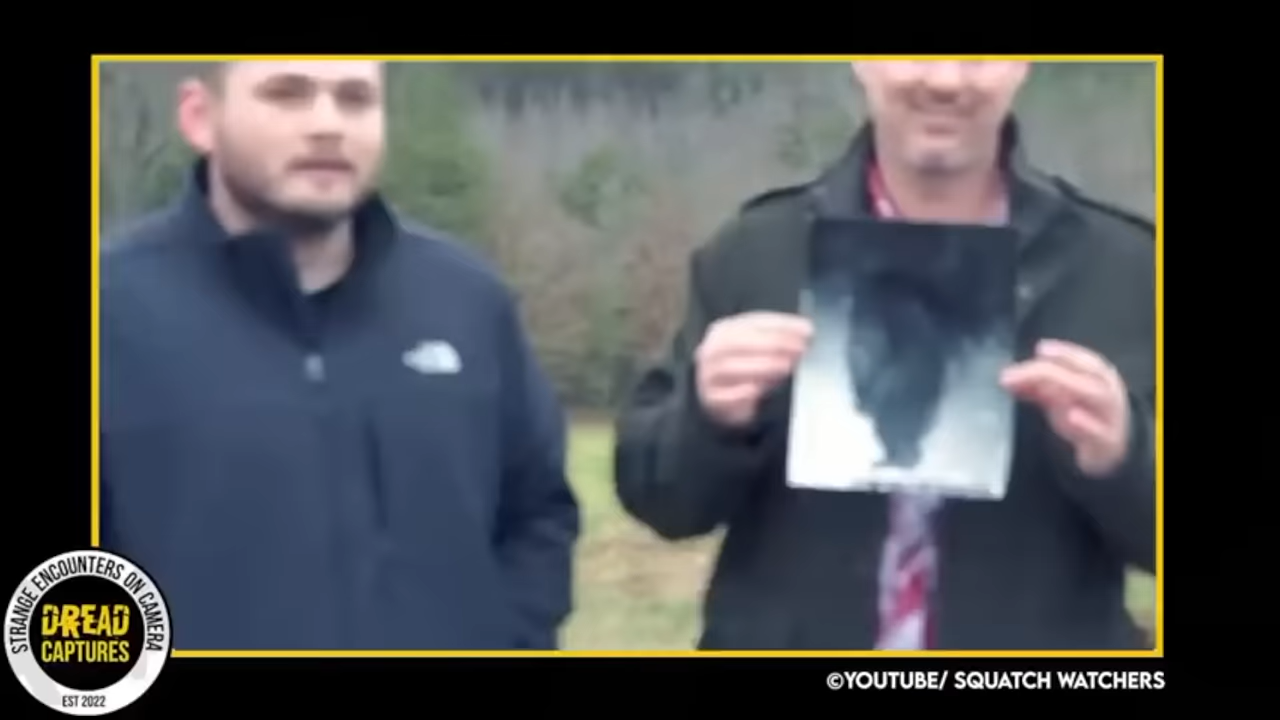 STRANGE ENCOUNTERS ON CAMERA
DREAD
CAPTURES
EST 2022
©YOUTUBE/ SQUATCH WATCHERS